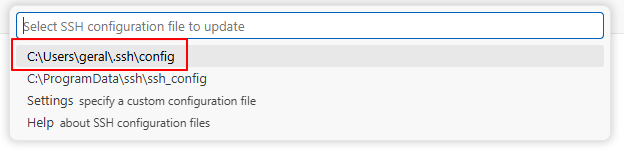 Select SSH configuration file to update
C:\Users\geral\.ssh\config
C:\ProgramData\ssh\ssh_config
Settings specify a custom configuration file
Help about SSH configuration files